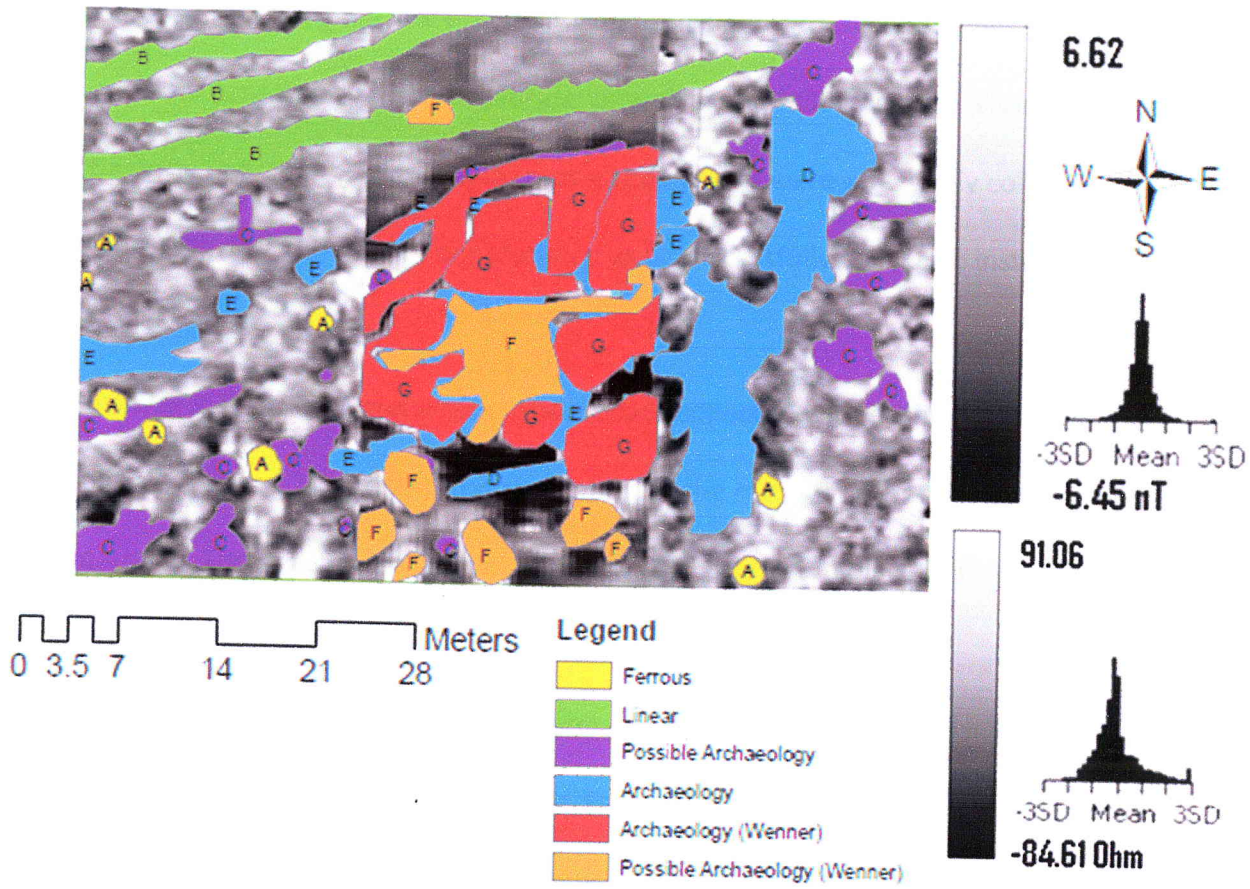 B
C
B
F
B
C
C
D
A
G
E
E
E
C
G
C
A
E
G
E
C
C
A
E
A
F
G
C
E
G
C
A
E
G
C
A
G
E
C
A
C
D
F
A
F
C
F
C
C
C
F
F
F
A
6.62
N
W E
S
-3SD Mean 3SD
-6.45 nT
91.06
-3SD Mean 3SD
-84.61 Ohm
Meters
0 3.5 7 14 21 28
Legend
Ferrous
Linear
Possible Archaeology
Archaeology
Archaeology (Wenner)
Possible Archaeology (Wenner)